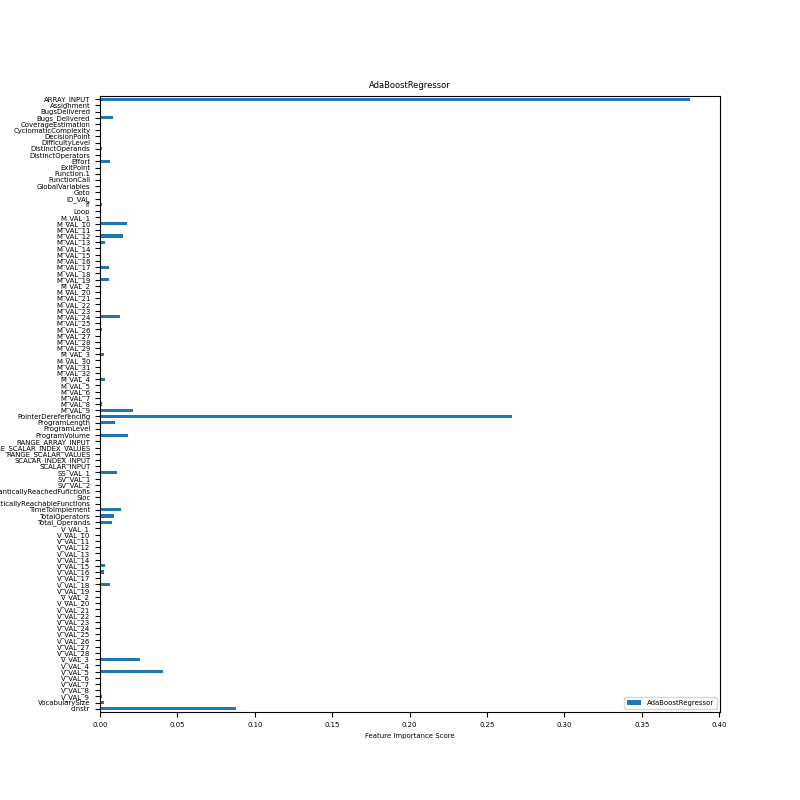 AdaBoostRegressor
ARRAY_INPUT
Assignment
BugsDelivered
Bugs_Delivered
CoverageEstimation
CyclomaticComplexity
DecisionPoint
DifficultyLevel
DistinctOperands
DistinctOperators
Effort
ExitPoint
Function.1
FunctionCall
GlobalVariables
Goto
ID_VAL
If
Loop
M_VAL_1
M_VAL_10
M_VAL_11
M_VAL_12
M_VAL_13
M_VAL_14
M_VAL_15
M_VAL_16
M_VAL_17
M_VAL_18
M_VAL_19
M_VAL_2
M_VAL_20
M_VAL_21
M_VAL_22
M_VAL_23
M_VAL_24
M_VAL_25
M_VAL_26
M_VAL_27
M_VAL_28
M_VAL_29
M_VAL_3
M_VAL_30
M_VAL_31
M_VAL_32
M_VAL_4
M_VAL_5
M_VAL_6
M_VAL_7
M_VAL_8
M_VAL_9
PointerDereferencing
ProgramLength
ProgramLevel
ProgramVolume
RANGE_ARRAY_INPUT
E_SCALAR_INDEX_VALUES
RANGE_SCALAR_VALUES
SCALAR_INDEX_INPUT
SCALAR_INPUT
SS_VAL_1
SV_VAL_1
SV_VAL_2
anticallyReachedFunctions
Sloc
ticallyReachableFunctions
TimeToImplement
TotalOperators
Total_Operands
V_VAL_1
V_VAL_10
V_VAL_11
V_VAL_12
V_VAL_13
V_VAL_14
V_VAL_15
V_VAL_16
V_VAL_17
V_VAL_18
V_VAL_19
V_VAL_2
V_VAL_20
V_VAL_21
V_VAL_22
V_VAL_23
V_VAL_24
V_VAL_25
V_VAL_26
V_VAL_27
V_VAL_28
V_VAL_3
V_VAL_4
V_VAL_5
V_VAL_6
V_VAL_7
V_VAL_8
V_VAL_9
VocabularySize
cinstr
AdaBoostRegressor
0.00 0.05 0.10 0.15 0.20 0.25 0.30 0.35 0.40
Feature Importance Score